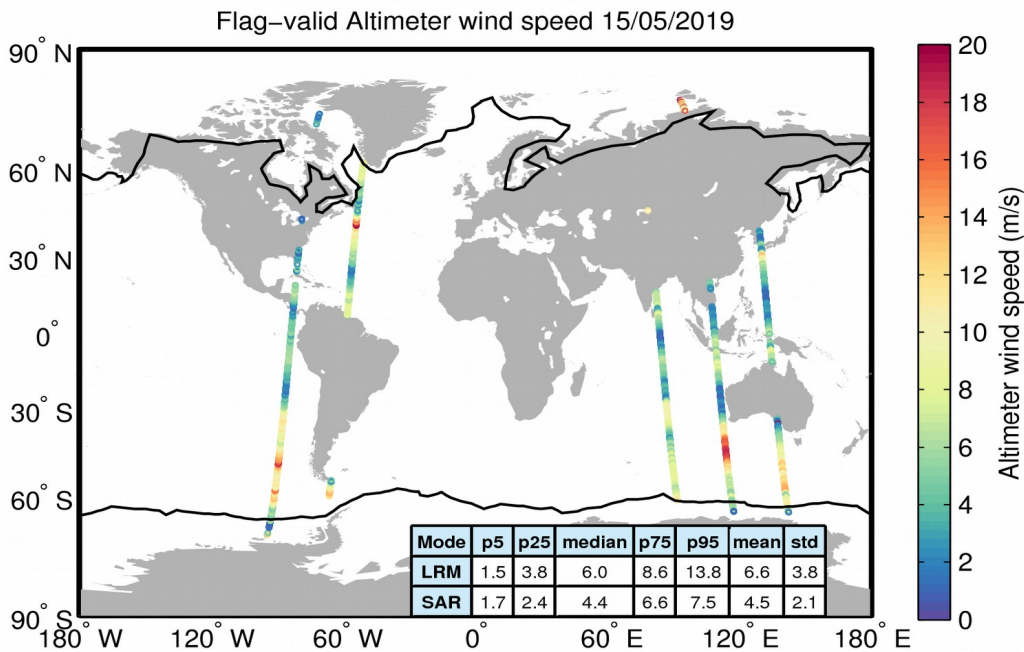 Flag−valid Altimeter wind speed 15/05/2019
90° N
60° N
30° N
0°
30° S
60° S
90° S
180° W
120° W
60° W
0°
60° E
120° E
180° E
Mode p5 p25 median p75 p95 mean std
LRM 1.5 3.8 6.0 8.6 13.8 6.6 3.8
SAR 1.7 2.4 4.4 6.6 7.5 4.5 2.1
20
18
16
14
12
10
8
6
4
2
0
Altimeter wind speed (m/s)